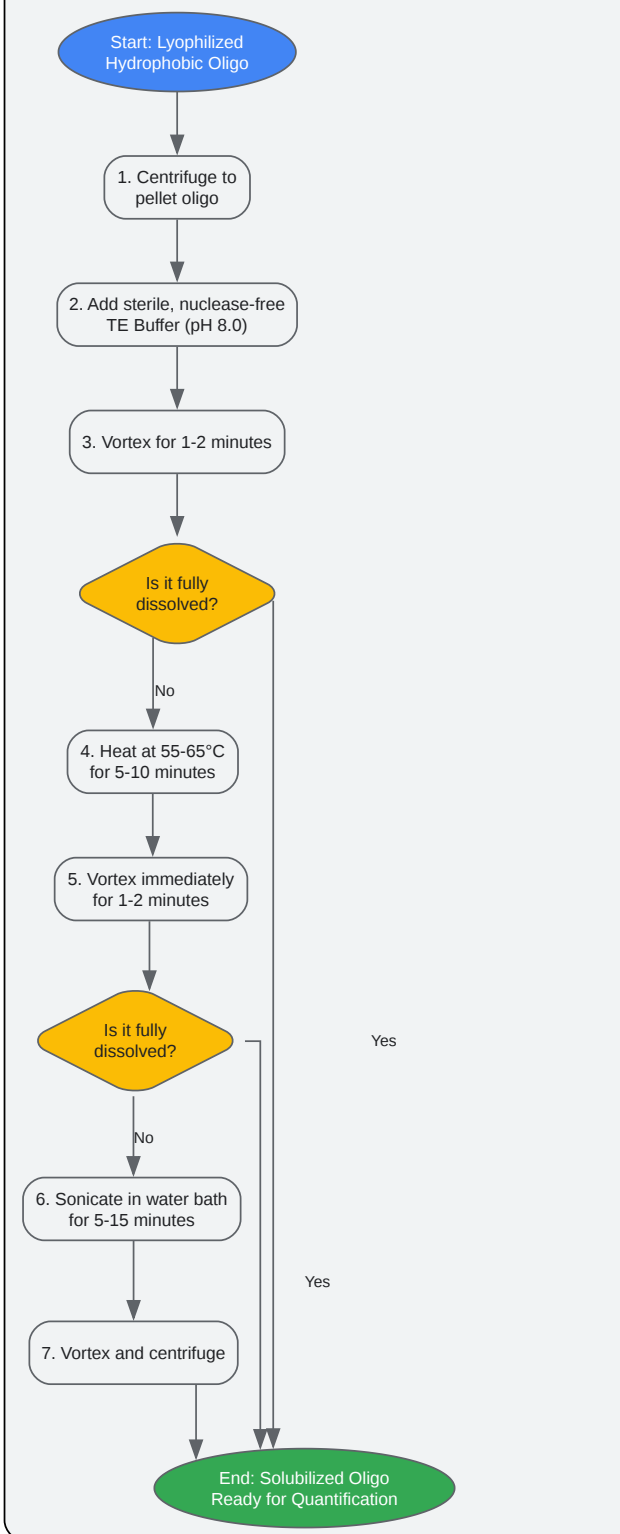 Start: Lyophilized
Hydrophobic Oligo
1. Centrifuge to
pellet oligo
2. Add sterile, nuclease-free
TE Buffer (pH 8.0)
3. Vortex for 1-2 minutes
Is it fully
dissolved?
No
4. Heat at 55-65°C
for 5-10 minutes
5. Vortex immediately
for 1-2 minutes
Is it fully
dissolved?
Yes
No
6. Sonicate in water bath
for 5-15 minutes
Yes
7. Vortex and centrifuge
End: Solubilized Oligo
Ready for Quantification